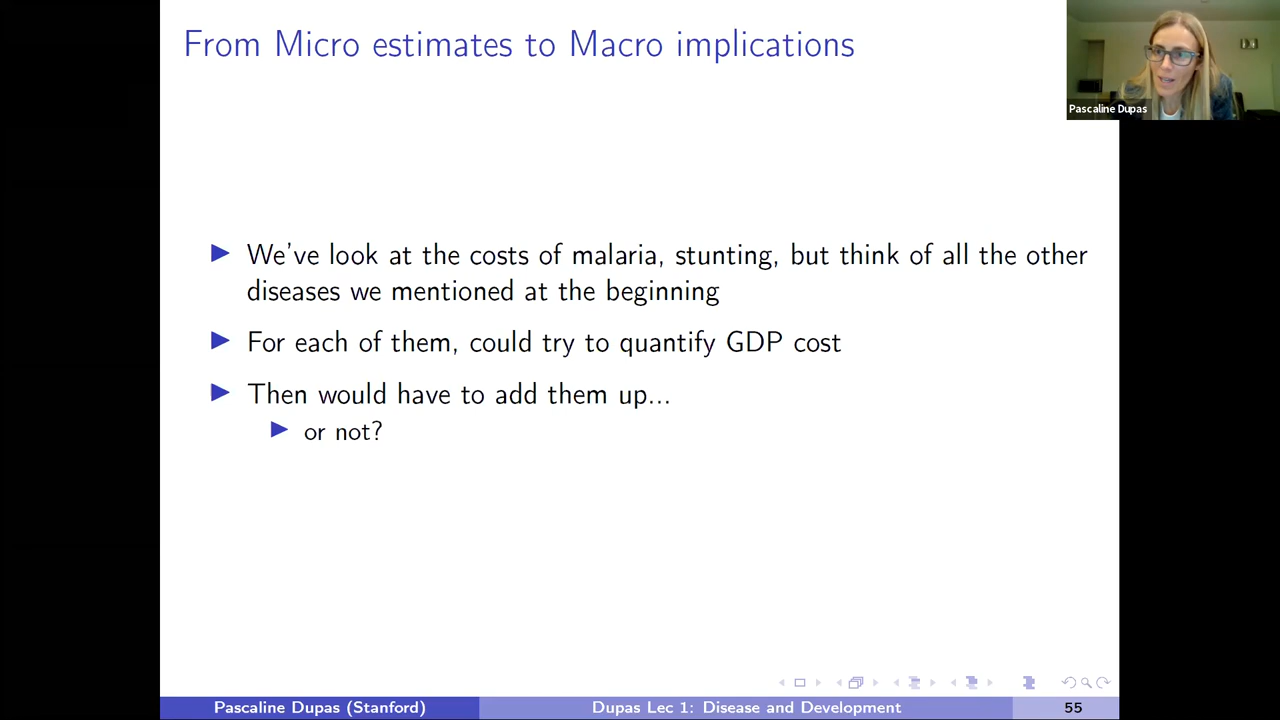 From Micro estimates to Macro implications
Pascaline Dupas
We've look at the costs of malaria, stunting, but think of all the other
diseases we mentioned at the beginning
For each of them, could try to quantify GDP cost
Then would have to add them up...
or not?
Pascaline Dupas (Stanford)
Dupas Lec 1: Disease and Development
55